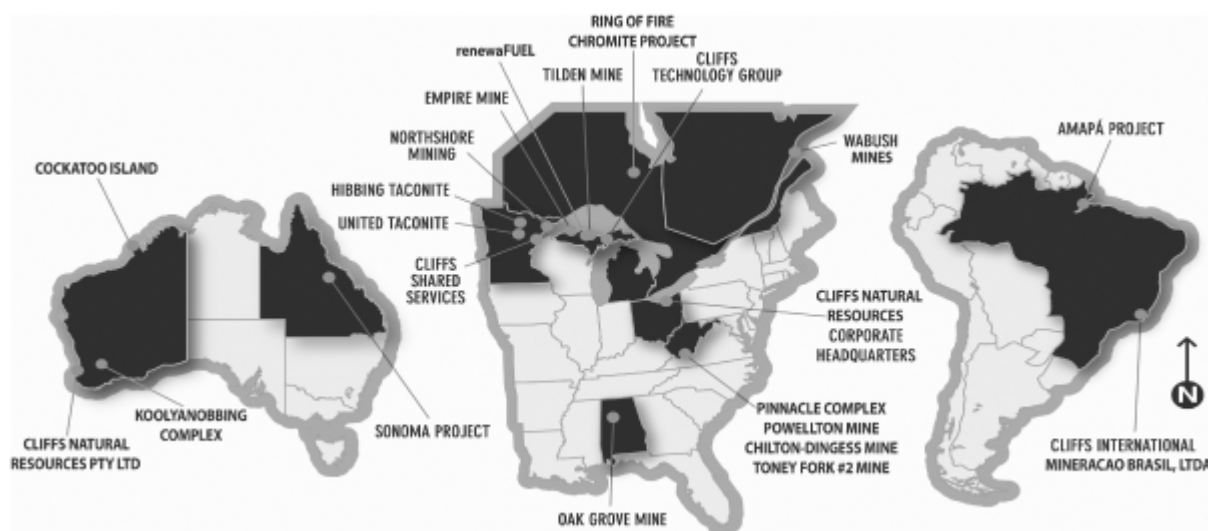 RING OF FIRE
CHROMITE PROJECT
renewaFUEL
TILDEN MINE
CLIFFS
TECHNOLOGY GROUP
EMPIRE MINE
NORTHSHORE
MINING
HIBBING TACONITE
UNITED TACONITE
CLIFFS
SHARED
SERVICES
WABUSH
MINES
AMAPÁ PROJECT
COCKATOO ISLAND
CLIFFS NATURAL
RESOURCES
CORPORATE
HEADQUARTERS
KOOLYANOBBING
COMPLEX
SONOMA PROJECT
CLIFFS NATURAL
RESOURCES PTY LTD
PINNACLE COMPLEX
POWELLTON MINE
CHILTON-DINGESS MINE
TONEY FORK #2 MINE
OAK GROVE MINE
N
CLIFFS INTERNATIONAL
MINERACAO BRASIL, LTDA